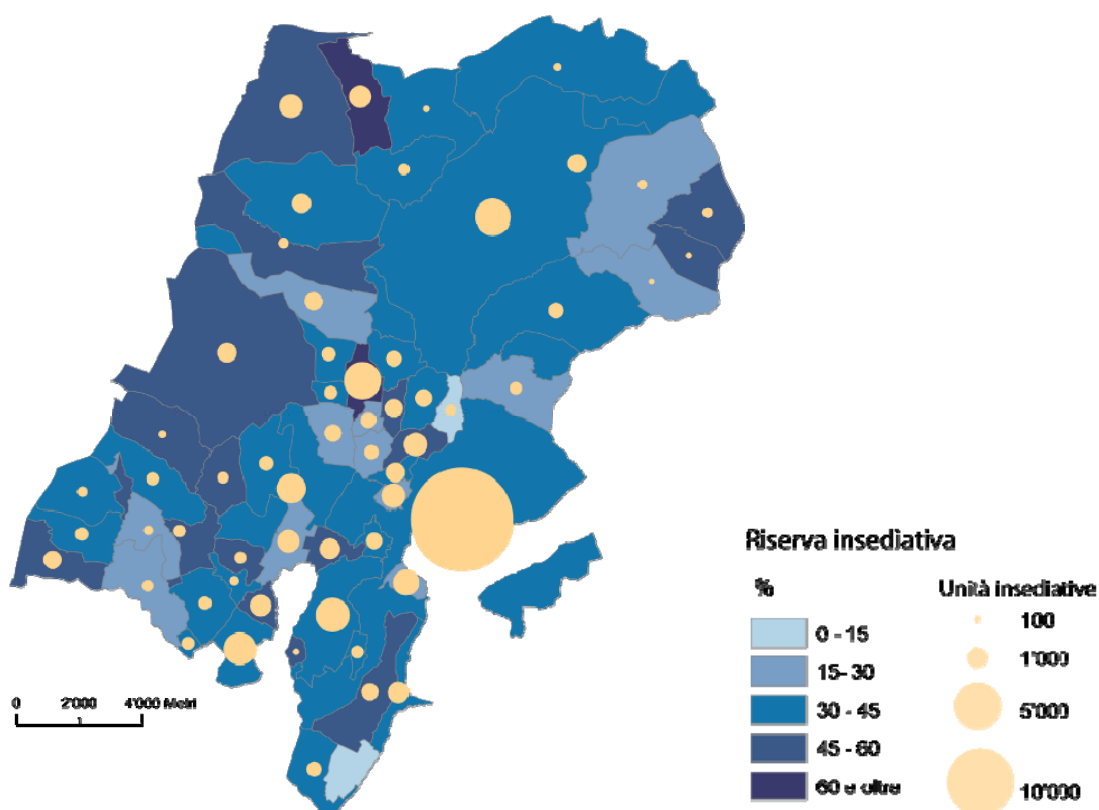 Riserva insediativa
%
0 - 15
15- 30
30 - 45
45 - 60
60 e oltre
Unità insediative
100
1'000
5'000
10'000
0 2'000 4'000 Metri